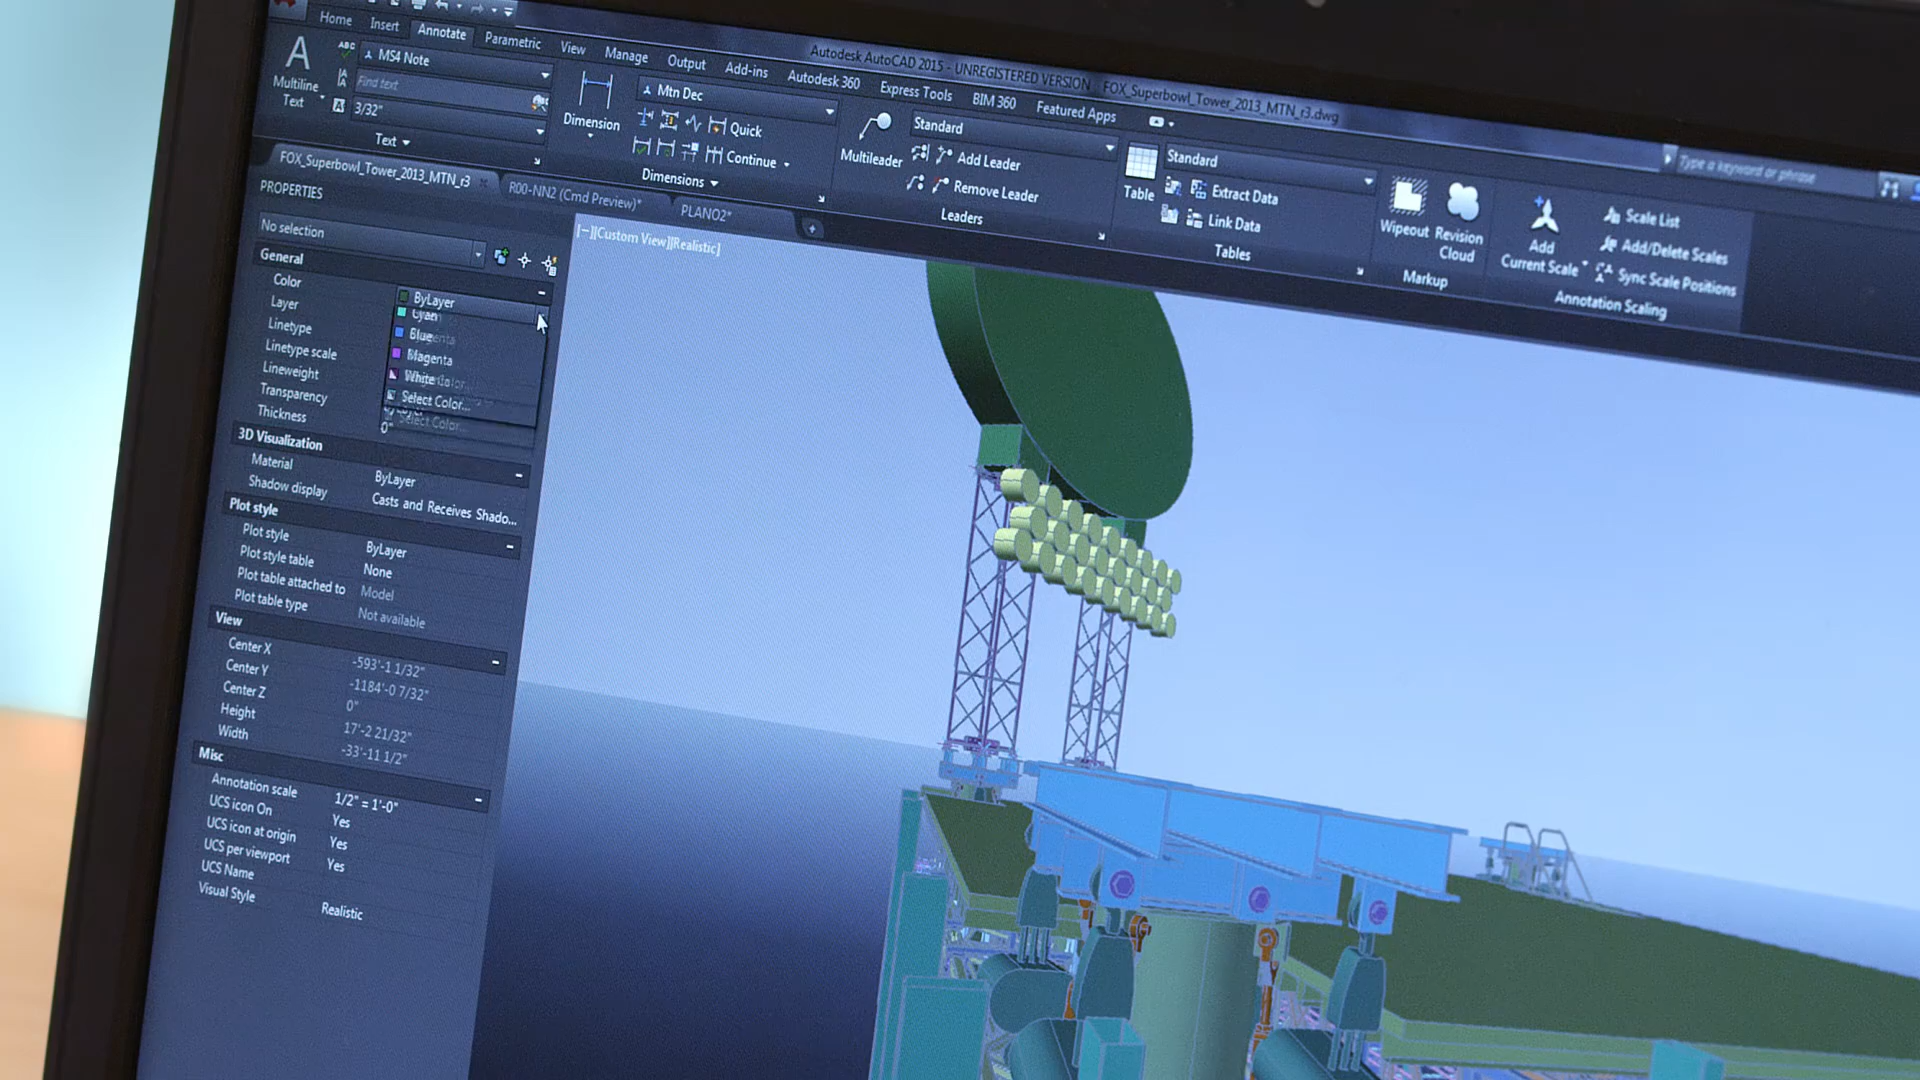 Autodesk AutoCAD 2015 - UNREGISTERED VERSION FOX_Superbowl_Tower_2013_MTN_r3.dwg
Type a keyword or phrase
Home Insert Annotate Parametric View Manage Output Add-ins Autodesk 360 Express Tools BIM 360 Featured Apps
A
Multiline
Text
ABC
MS4 Note
Find text
3/32"
Text
Dimension
Mtn Dec
Quick
Continue
Dimensions
Multileader
Standard
Add Leader
Remove Leader
Leaders
Table
Standard
Extract Data
Link Data
Tables
Wipeout
Revision
Cloud
Markup
Add
Current Scale
Scale List
Add/Delete Scales
Sync Scale Positions
Annotation Scaling
FOX_Superbowl_Tower_2013_MTN_r3
R00-NN2 (Cmd Preview)*
PLANO2*
PROPERTIES
[−][Custom View][Realistic]
No selection
General
Color
Layer
Linetype
Linetype scale
Lineweight
Transparency
Thickness
ByLayer
Cyan
Blue
Magenta
White
Select Color...
Select Color...
0"
3D Visualization
Material ByLayer
Shadow display Casts and Receives Shado...
Plot style
Plot style ByLayer
Plot style table None
Plot table attached to Model
Plot table type Not available
View
Center X -593'-1 1/32"
Center Y -1184'-0 7/32"
Center Z 0"
Height 17'-2 21/32"
Width -33'-11 1/2"
Misc
Annotation scale 1/2" = 1'-0"
UCS icon On Yes
UCS icon at origin Yes
UCS per viewport Yes
UCS Name
Visual Style Realistic